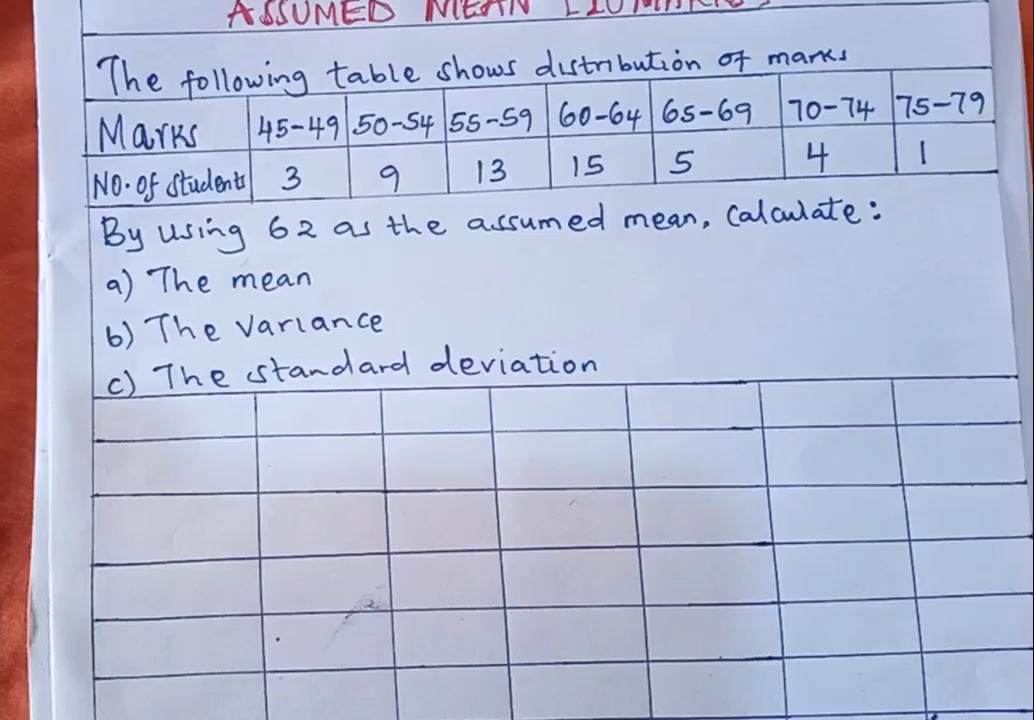 ASSUMED MEAN
The following table shows distribution of marks
Marks 45-49 50-54 55-59 60-64 65-69 70-74 75-79
NO. of students 3 9 13 15 5 4 1
By using 62 as the assumed mean, calculate:
a) The mean
b) The variance
c) The standard deviation